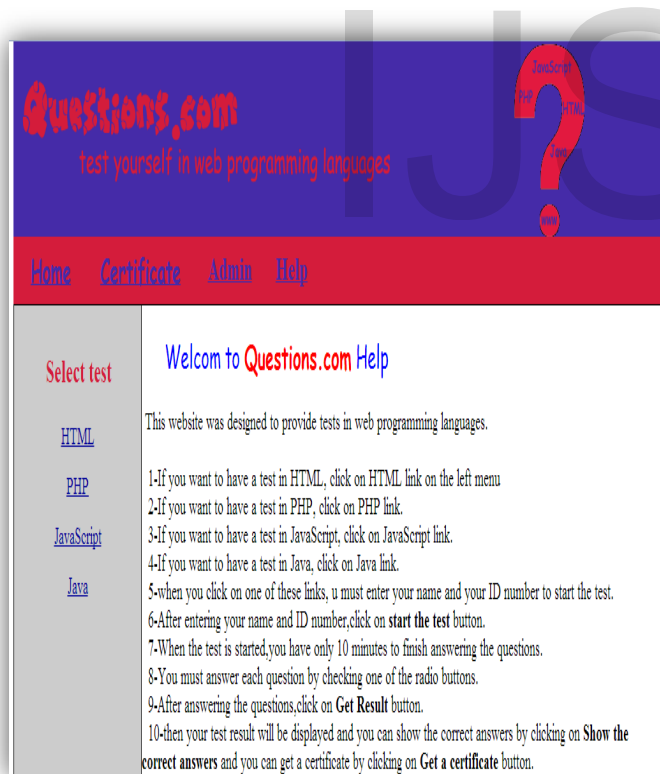 IJS
JavaScript
PHP
HTML
Java
www
Questions.com
test yourself in web programming languages
Home Certificate Admin Help
Select test
HTML
PHP
JavaScript
Java
Welcom to Questions.com Help
This website was designed to provide tests in web programming languages.
1-If you want to have a test in HTML, click on HTML link on the left menu
2-If you want to have a test in PHP, click on PHP link.
3-If you want to have a test in JavaScript, click on JavaScript link.
4-If you want to have a test in Java, click on Java link.
5-when you click on one of these links, u must enter your name and your ID number to start the test.
6-After entering your name and ID number,click on start the test button.
7-When the test is started,you have only 10 minutes to finish answering the questions.
8-You must answer each question by checking one of the radio buttons.
9-After answering the questions,click on Get Result button.
10-then your test result will be displayed and you can show the correct answers by clicking on Show the
correct answers and you can get a certificate by clicking on Get a certificate button.